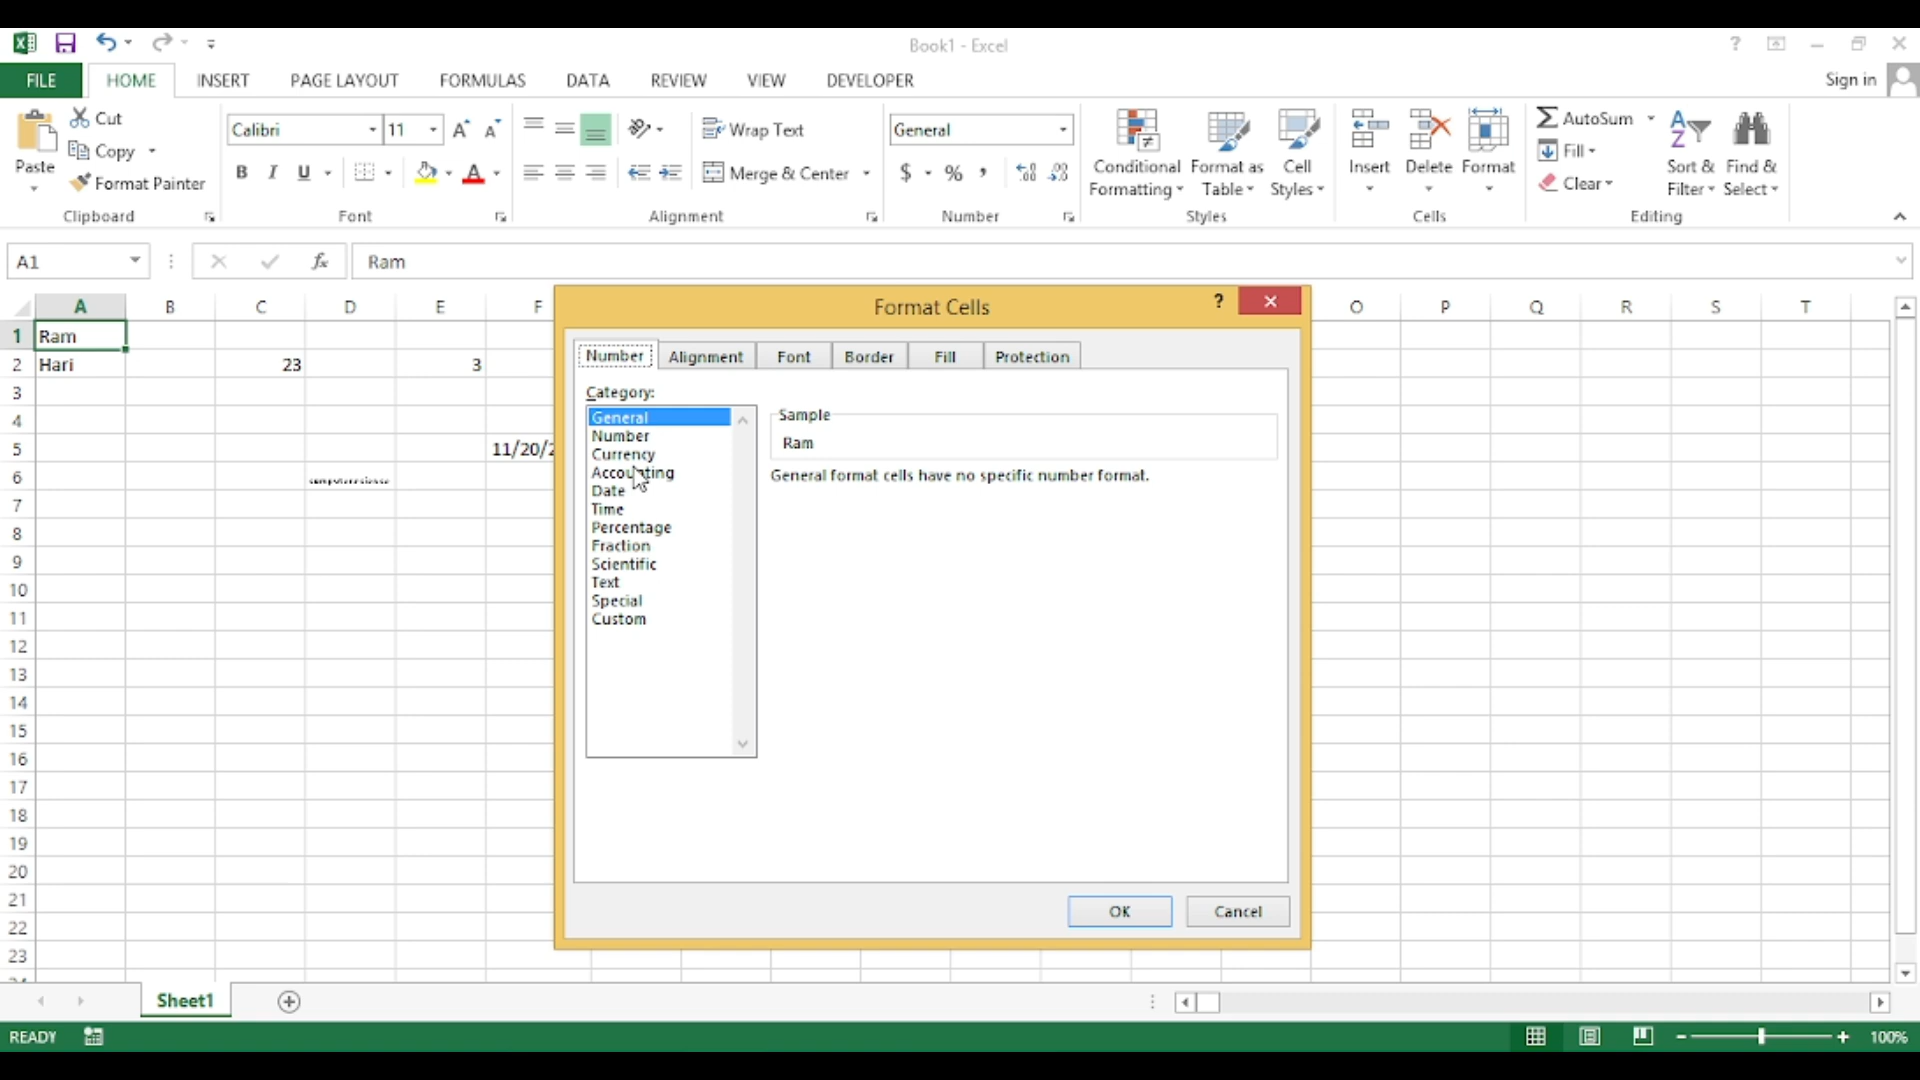 Book1 - Excel
?
FILE HOME INSERT PAGE LAYOUT FORMULAS DATA REVIEW VIEW DEVELOPER
Sign in
Paste
Cut
Copy
Format Painter
Clipboard
Calibri 11
B I U
Font
Wrap Text
Merge & Center
Alignment
General
$ % ,
Number
Conditional Formatting
Format as Table
Cell Styles
Styles
Insert
Delete
Format
Cells
AutoSum
Fill
Clear
Sort & Filter
Find & Select
Editing
A1
fx
Ram
A B C D E F O P Q R S T
1 Ram
2 Hari 23 3
3
4
5 11/20/2
6
7
8
9
10
11
12
13
14
15
16
17
18
19
20
21
22
23
Format Cells
?
Number Alignment Font Border Fill Protection
Category:
General
Number
Currency
Accounting
Date
Time
Percentage
Fraction
Scientific
Text
Special
Custom
Sample
Ram
General format cells have no specific number format.
OK Cancel
Sheet1
READY
100%